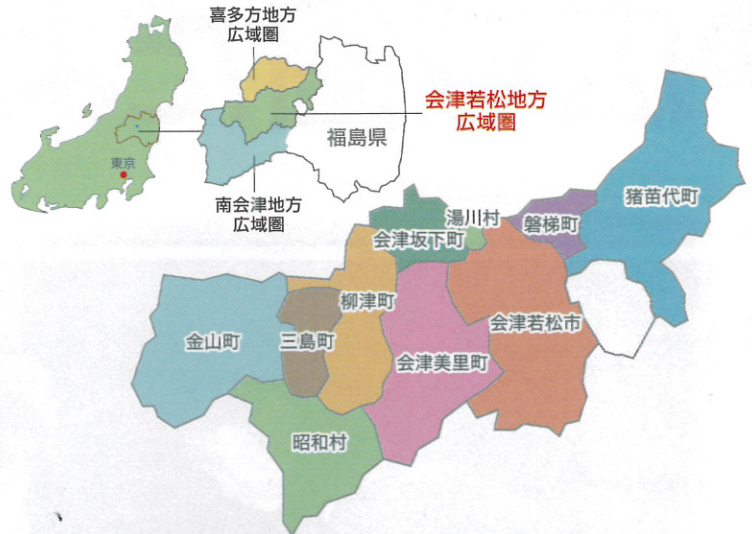 喜多方地方
広域圏
会津若松地方
広域圏
福島県
東京
南会津地方
広域圏
猪苗代町
湯川村
磐梯町
会津坂下町
柳津町
会津若松市
金山町
三島町
会津美里町
昭和村